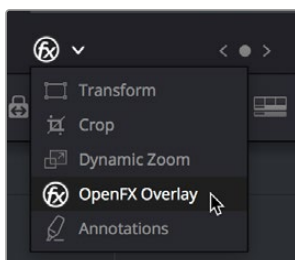 Transform
Crop
Dynamic Zoom
OpenFX Overlay
Annotations